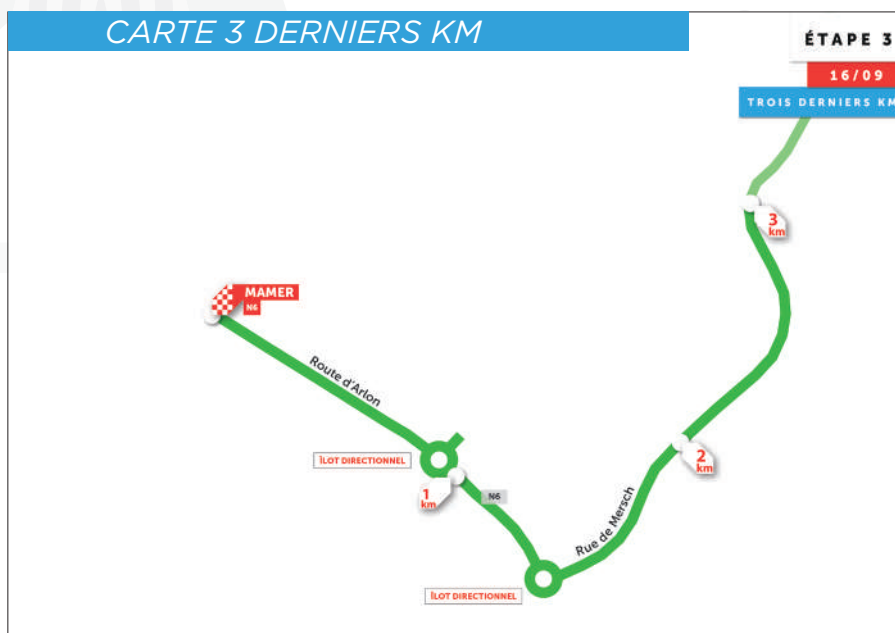 CARTE 3 DERNIERS KM
ÉTAPE 3
16/09
TROIS DERNIERS KM
3
km
MAMER
N6
Route d'Arlon
ÎLOT DIRECTIONNEL
1
km
N6
2
km
Rue de Mersch
ÎLOT DIRECTIONNEL